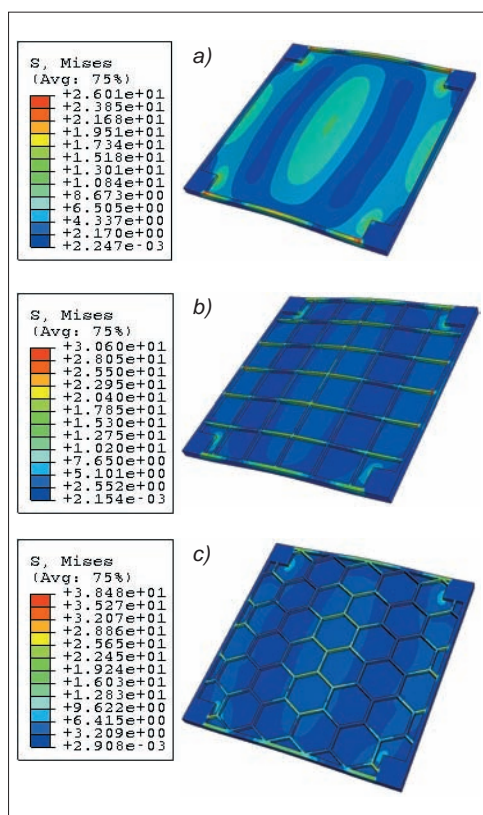 a)
S, Mises
(Avg: 75%)
+2.601e+01
+2.385e+01
+2.168e+01
+1.951e+01
+1.734e+01
+1.518e+01
+1.301e+01
+1.084e+01
+8.673e+00
+6.505e+00
+4.337e+00
+2.170e+00
+2.247e-03
b)
S, Mises
(Avg: 75%)
+3.060e+01
+2.805e+01
+2.550e+01
+2.295e+01
+2.040e+01
+1.785e+01
+1.530e+01
+1.275e+01
+1.020e+01
+7.650e+00
+5.101e+00
+2.552e+00
+2.154e-03
c)
S, Mises
(Avg: 75%)
+3.848e+01
+3.527e+01
+3.207e+01
+2.886e+01
+2.565e+01
+2.245e+01
+1.924e+01
+1.603e+01
+1.283e+01
+9.622e+00
+6.415e+00
+3.209e+00
+2.908e-03